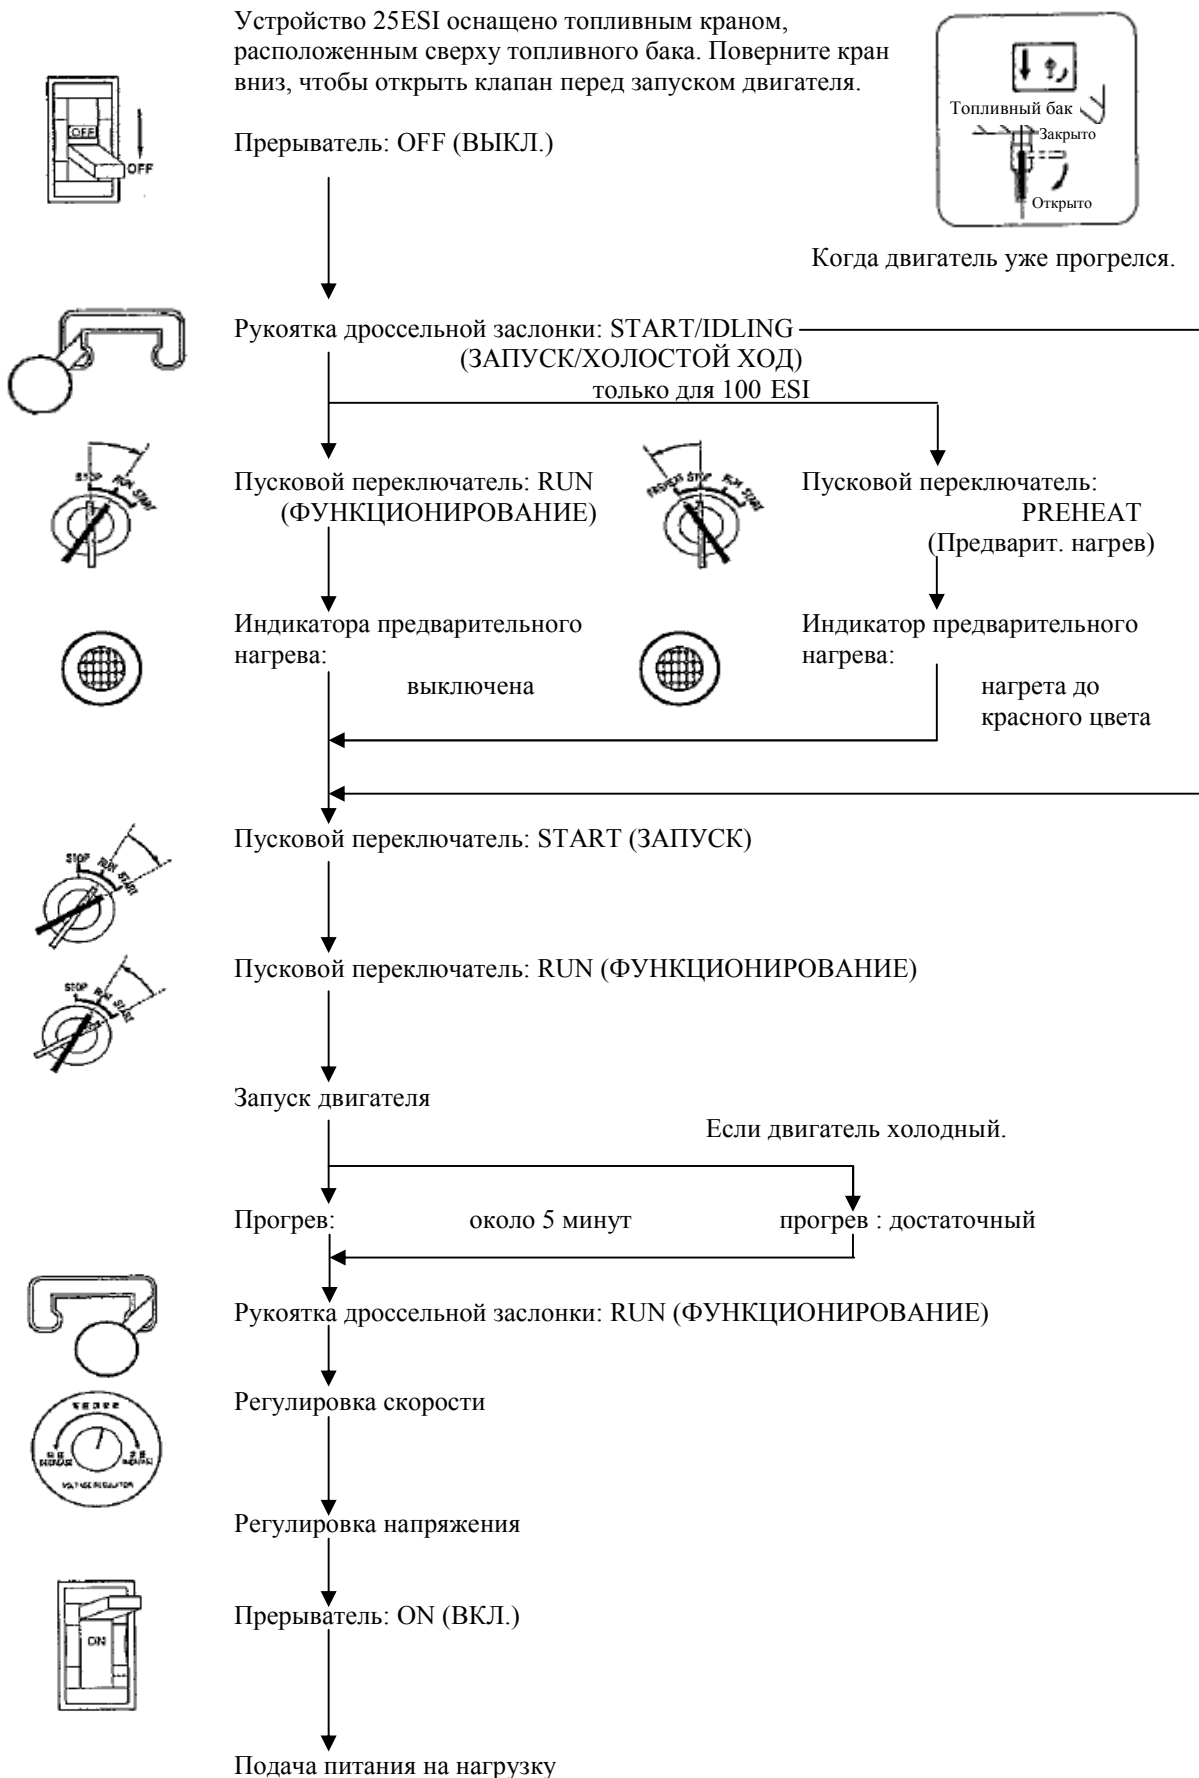 Устройство 25ESI оснащено топливным краном,
расположенным сверху топливного бака. Поверните кран
вниз, чтобы открыть клапан перед запуском двигателя.
OFF
OFF
Прерыватель: OFF (ВЫКЛ.)
Топливный бак
Закрыто
Открыто
Когда двигатель уже прогрелся.
Рукоятка дроссельной заслонки: START/IDLING
(ЗАПУСК/ХОЛОСТОЙ ХОД)
только для 100 ESI
STOP RUN START
Пусковой переключатель: RUN
(ФУНКЦИОНИРОВАНИЕ)
PREHEAT STOP RUN START
Пусковой переключатель:
PREHEAT
(Предварит. нагрев)
Индикатора предварительного
нагрева:
выключена
Индикатор предварительного
нагрева:
нагрета до
красного цвета
STOP RUN START
Пусковой переключатель: START (ЗАПУСК)
STOP RUN START
Пусковой переключатель: RUN (ФУНКЦИОНИРОВАНИЕ)
Запуск двигателя
Если двигатель холодный.
Прогрев: около 5 минут
прогрев : достаточный
Рукоятка дроссельной заслонки: RUN (ФУНКЦИОНИРОВАНИЕ)
Регулировка скорости
DECREASE
INCREASE
VOLTAGE REGULATOR
Регулировка напряжения
ON
Прерыватель: ON (ВКЛ.)
Подача питания на нагрузку